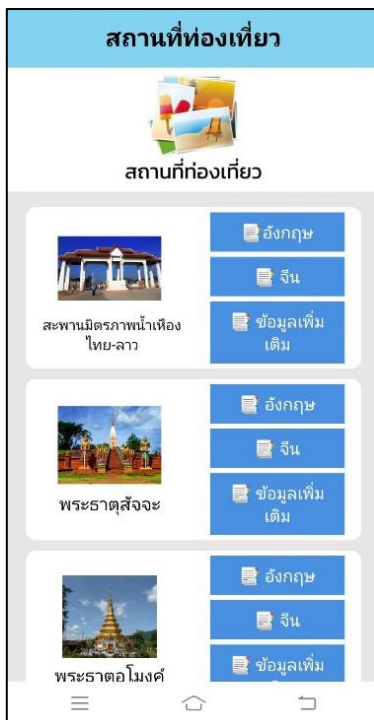 สถานที่ท่องเที่ยว
สถานที่ท่องเที่ยว
อังกฤษ
จีน
ข้อมูลเพิ่ม
เติม
สะพานมิตรภาพน้ำเหือง
ไทย-ลาว
อังกฤษ
จีน
ข้อมูลเพิ่ม
เติม
พระธาตุสัจจะ
อังกฤษ
จีน
ข้อมูลเพิ่ม
พระธาตอโมงค์